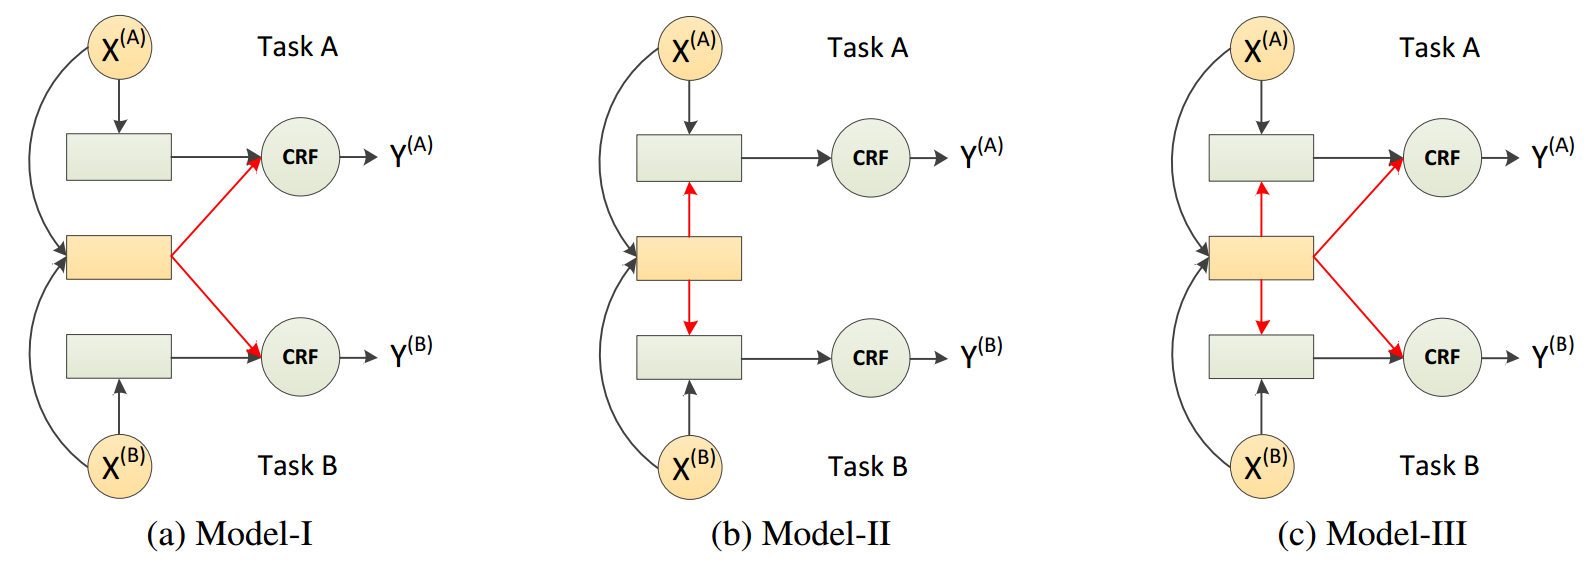 X(A)
Task A
CRF
Y(A)
CRF
Y(B)
X(B)
Task B
(a) Model-I
X(A)
Task A
CRF
Y(A)
CRF
Y(B)
X(B)
Task B
(b) Model-II
X(A)
Task A
CRF
Y(A)
CRF
Y(B)
X(B)
Task B
(c) Model-III